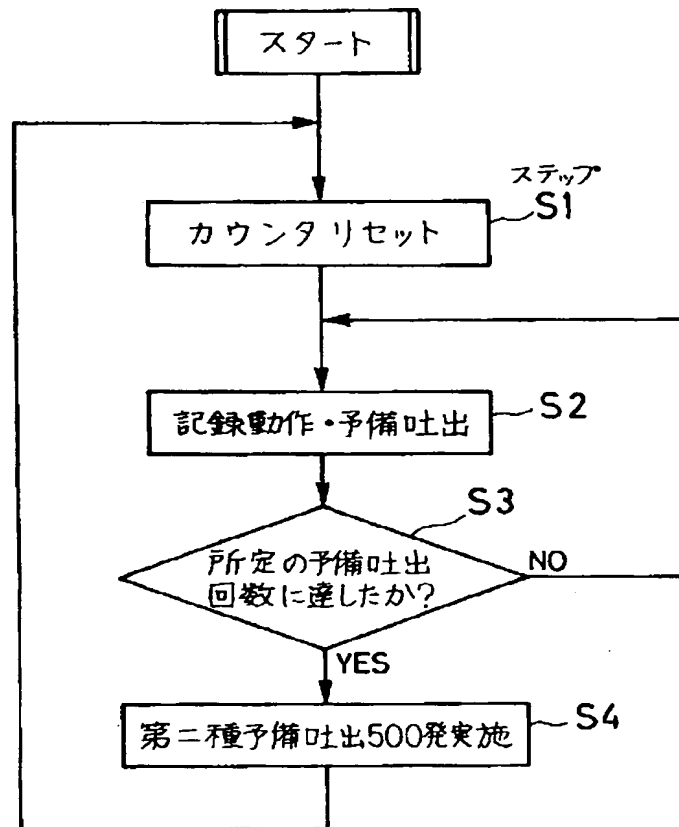 スタート
ステップ
S1
カウンタリセット
記録動作・予備吐出
S2
S3
所定の予備吐出
回数に達したか?
NO
YES
第二種予備吐出500発実施
S4